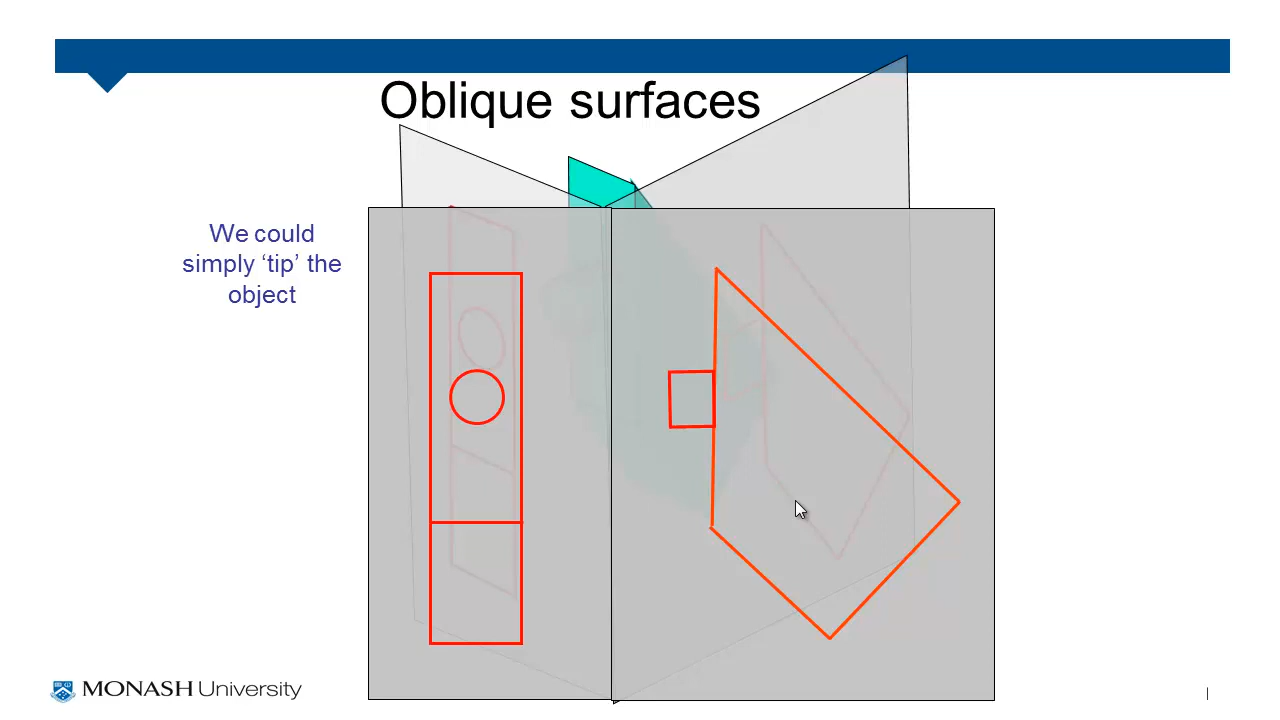 Oblique surfaces
We could
simply ‘tip’ the
object
MONASH University